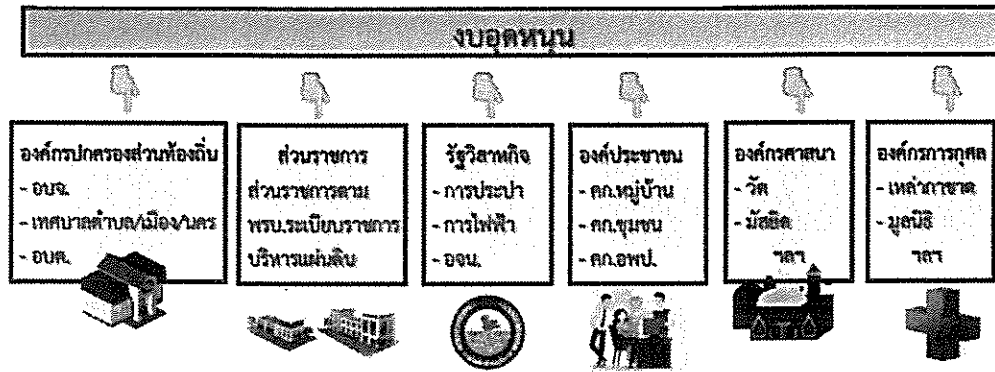 งบอุดหนุน
องค์กรปกครองส่วนท้องถิ่น
- อบจ.
- เทศบาลตำบล/เมือง/นคร
- อบต.
ส่วนราชการ
ส่วนราชการตาม
พรบ.ระเบียบราชการ
บริหารแผ่นดิน
รัฐวิสาหกิจ
- การประปา
- การไฟฟ้า
- อจน.
องค์ประชาชน
- คก.หมู่บ้าน
- คก.ชุมชน
- คก.อพป.
องค์กรศาสนา
- วัด
- มัสยิด
ฯลฯ
องค์กรการกุศล
- เหล่ากาชาด
- มูลนิธิ
ฯลฯ